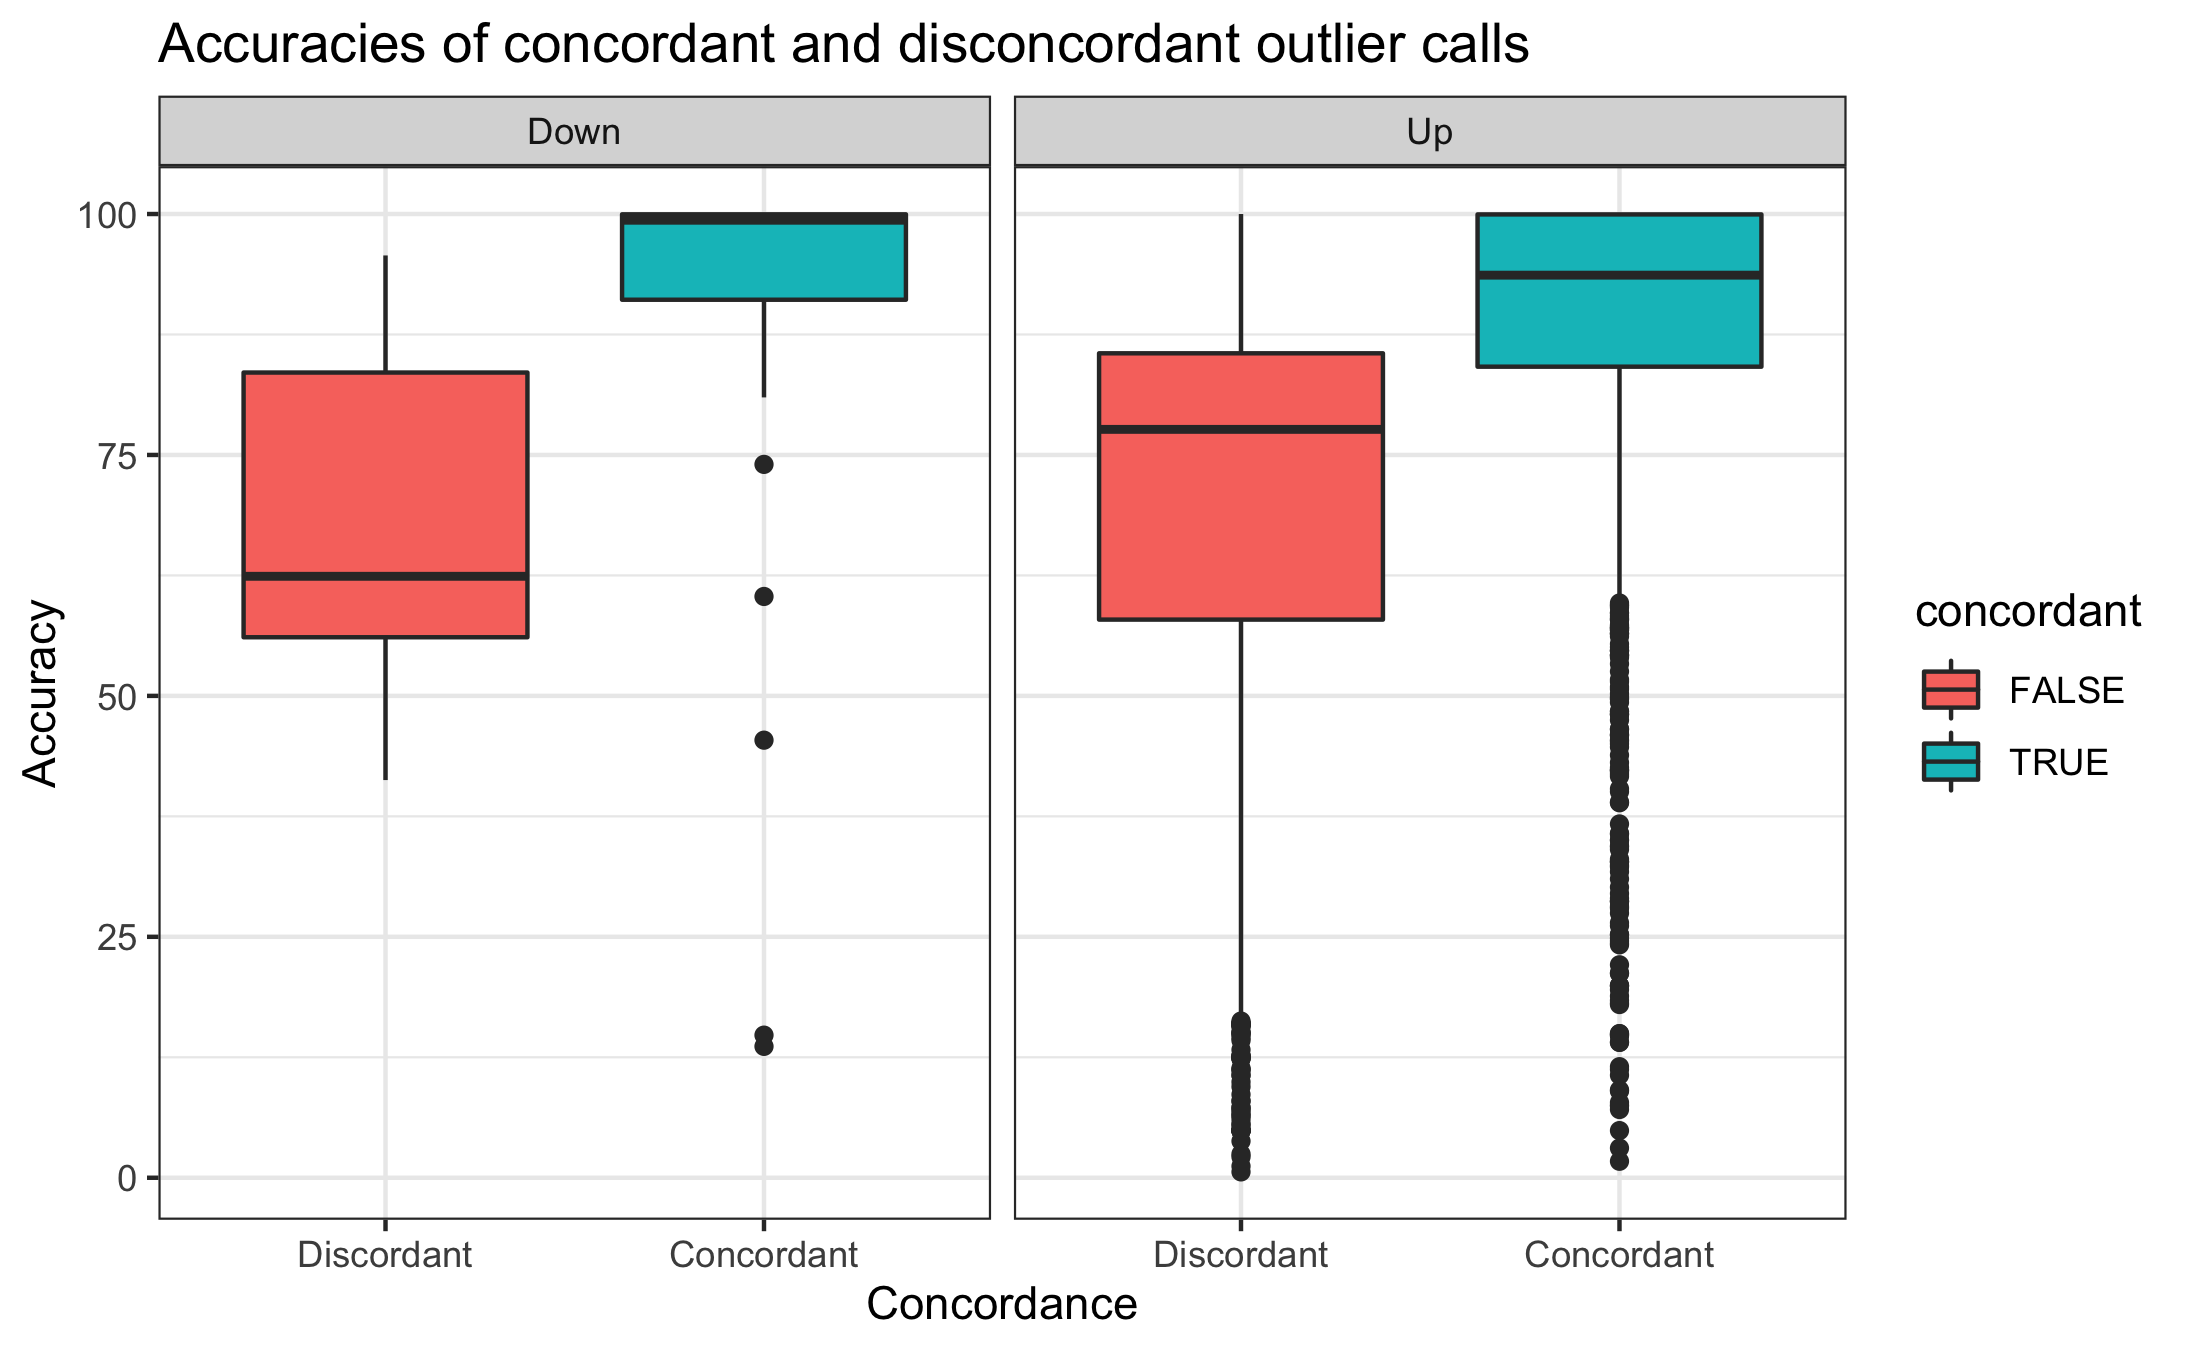 Accuracies of concordant and disconcordant outlier calls
Down
Up
100
75
50
25
0
Accuracy
Discordant
Concordant
Discordant
Concordant
Concordance
concordant
FALSE
TRUE